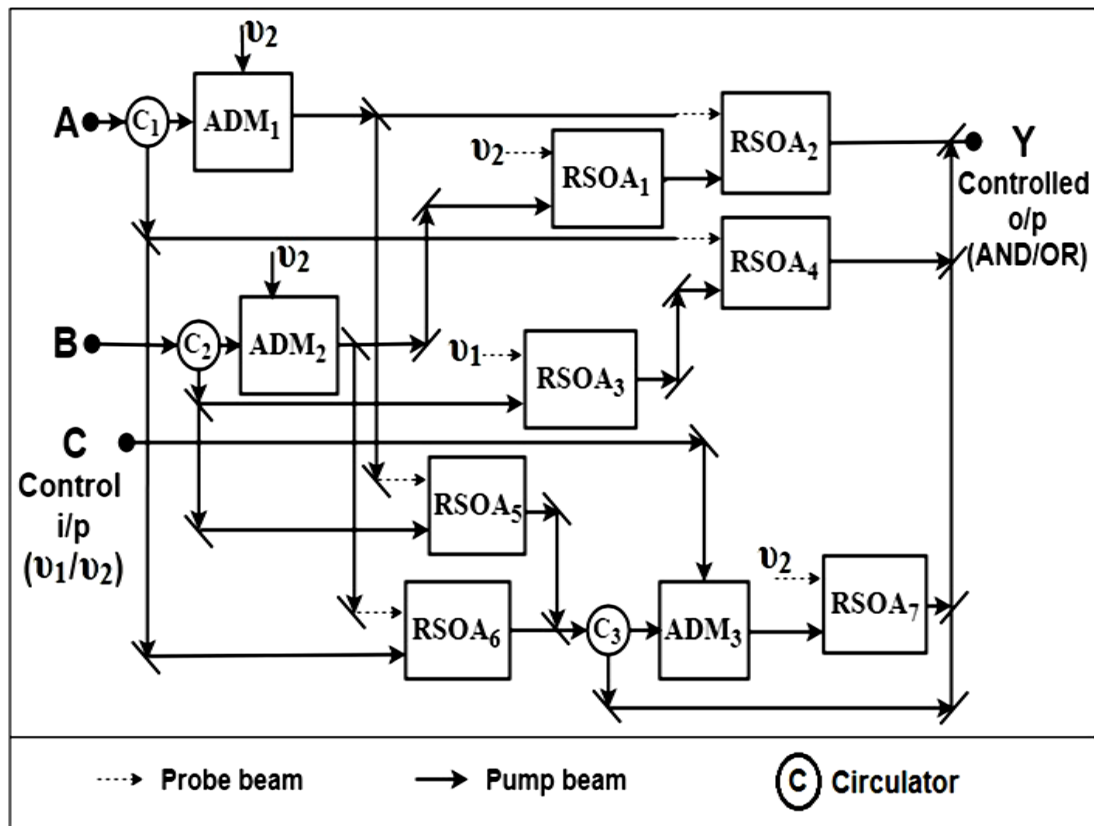 υ2
A
C1
ADM1
υ2
RSOA1
RSOA2
Y
Controlled
o/p
(AND/OR)
RSOA4
υ2
B
C2
ADM2
υ1
RSOA3
C
Control
i/p
(υ1/υ2)
RSOA5
RSOA6
C3
ADM3
υ2
RSOA7
Probe beam
Pump beam
C Circulator